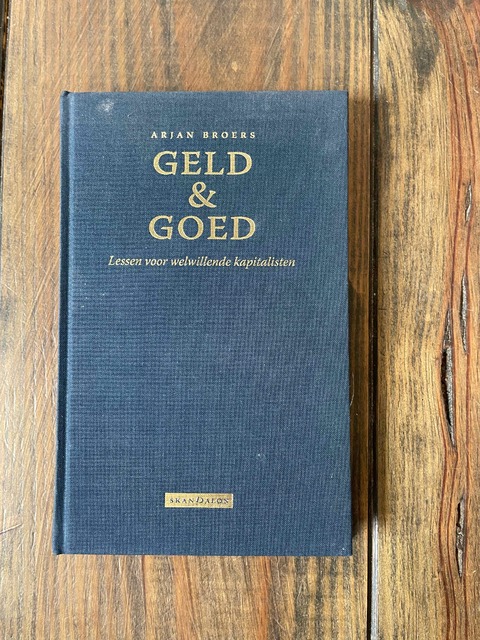 ARJAN BROERS
GELD
&
GOED
Lessen voor welwillende kapitalisten
SKANDALON